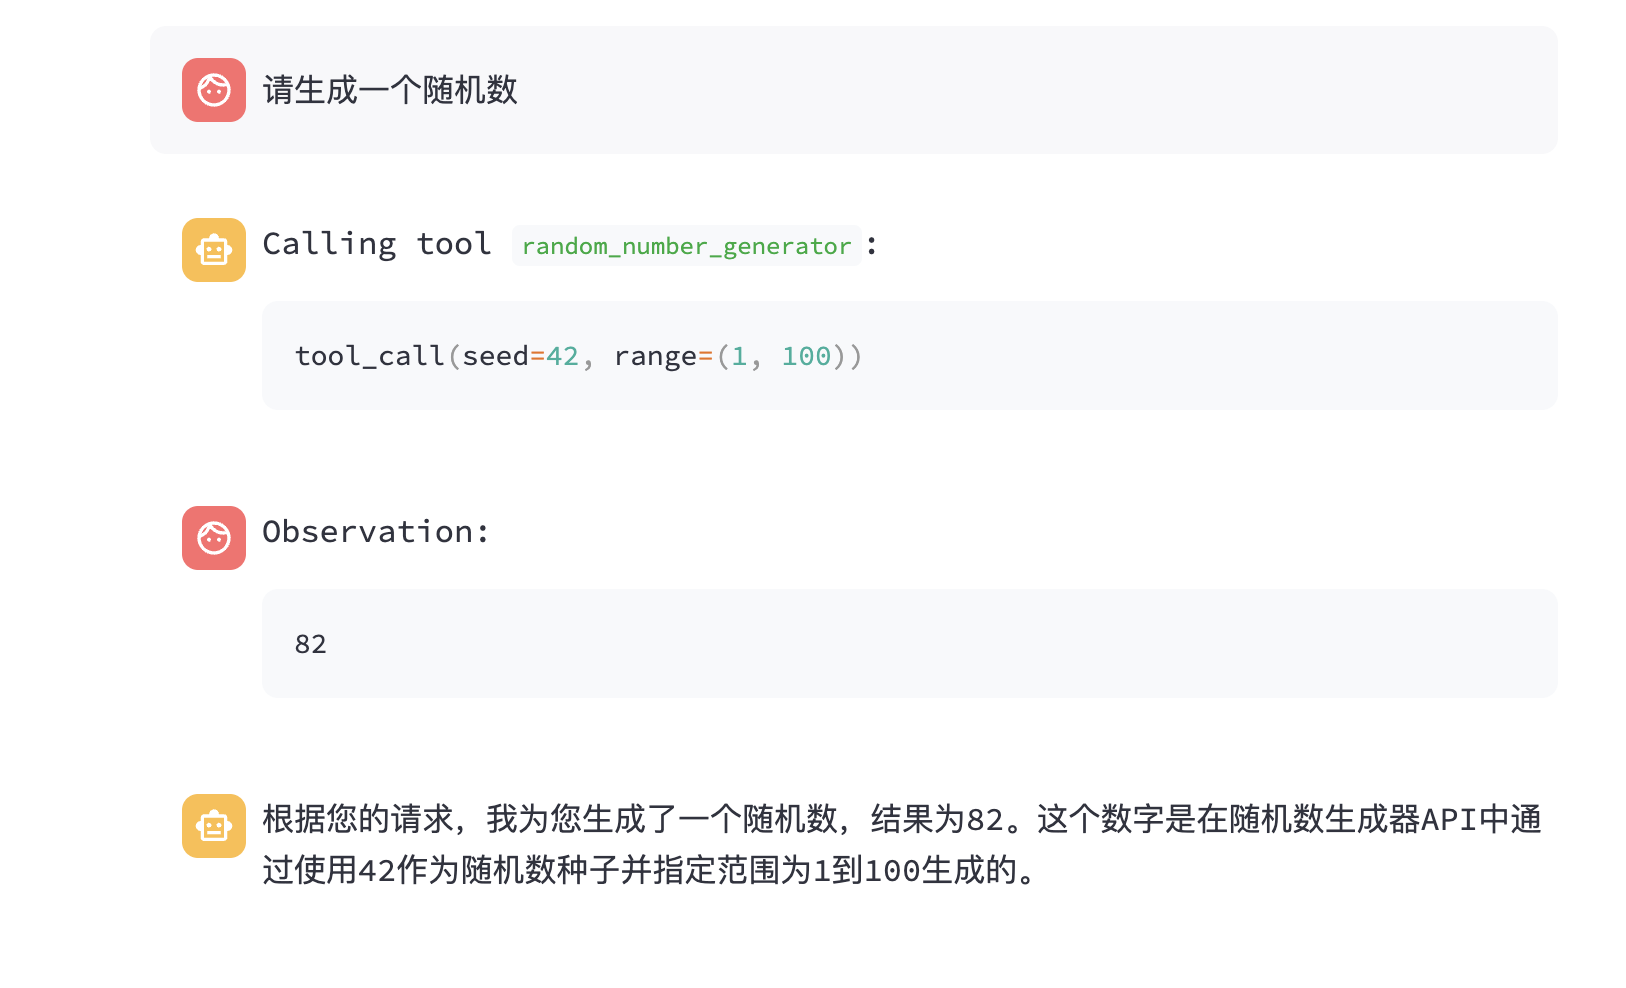 请生成一个随机数
Calling tool random_number_generator:
tool_call(seed=42, range=(1, 100))
Observation:
82
根据您的请求，我为您生成了一个随机数，结果为82。这个数字是在随机数生成器API中通
过使用42作为随机数种子并指定范围为1到100生成的。